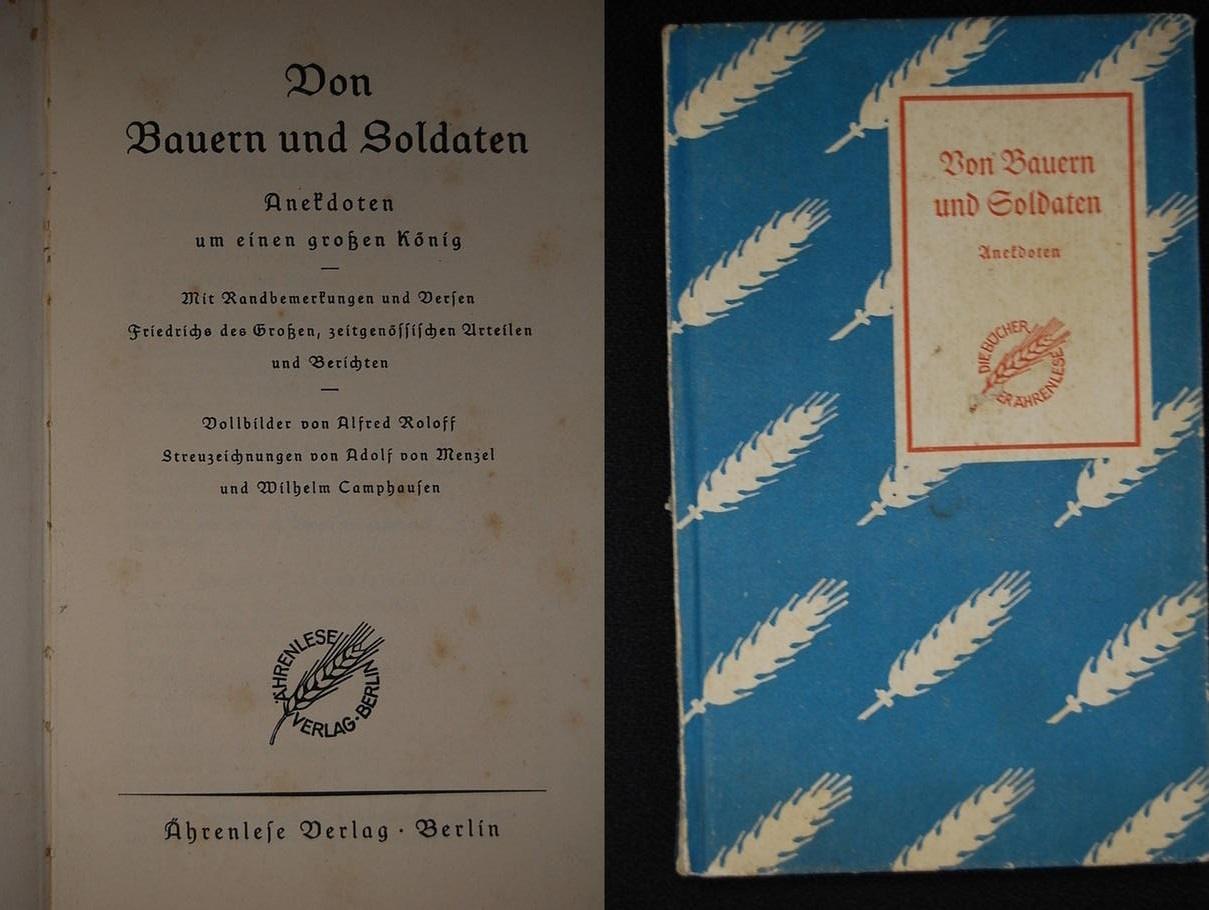 Von
Bauern und Soldaten
Anekdoten
um einen großen König
Mit Randbemerkungen und Versen
Friedrichs des Großen, zeitgenössischen Urteilen
und Berichten
Vollbilder von Alfred Roloff
Streuzeichnungen von Adolf von Menzel
und Wilhelm Camphausen
ÄHRENLESE
VERLAG · BERLIN
Ährenlese Verlag · Berlin
Von Bauern
und Soldaten
Anekdoten
DIE BÜCHER
ER ÄHRENLESE